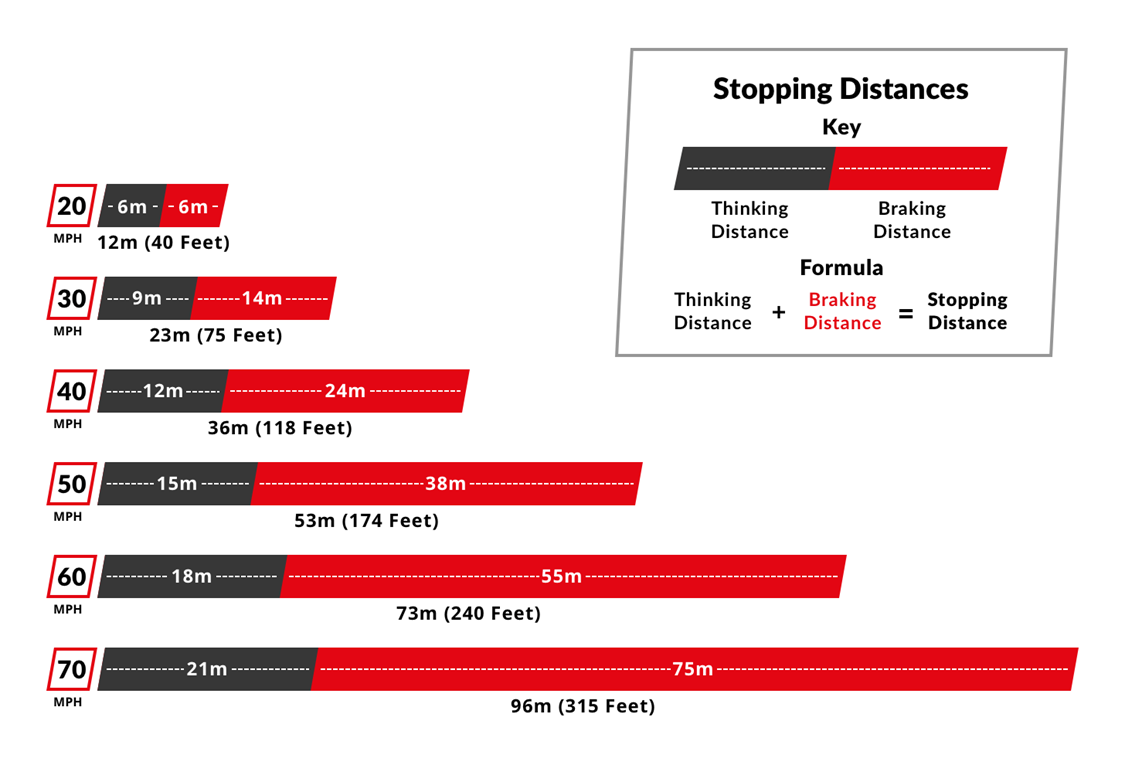 Stopping Distances
Key
Thinking Distance
Braking Distance
Formula
Thinking Distance + Braking Distance = Stopping Distance
20 MPH
6m 6m
12m (40 Feet)
30 MPH
9m 14m
23m (75 Feet)
40 MPH
12m 24m
36m (118 Feet)
50 MPH
15m 38m
53m (174 Feet)
60 MPH
18m 55m
73m (240 Feet)
70 MPH
21m 75m
96m (315 Feet)